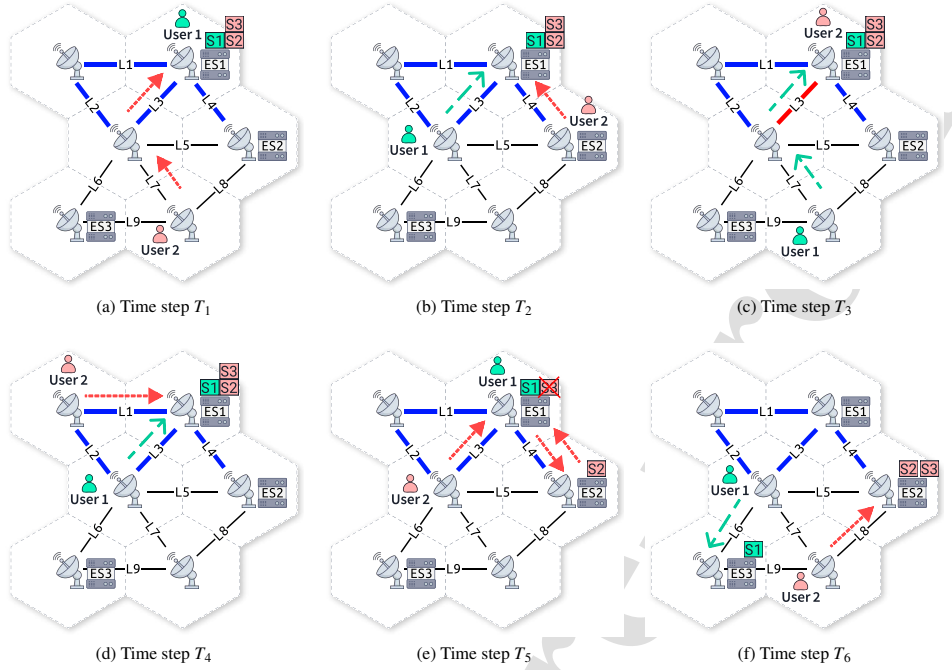 User 1
S3
S1 S2
L1
ES1
L2
L3
L4
L5
ES2
L6
L7
L8
ES3
L9
User 2
(a) Time step T1
S3
S1 S2
L1
ES1
L2
L3
L4
User 2
User 1
L5
ES2
L6
L7
L8
ES3
L9
(b) Time step T2
User 2
S3
S1 S2
L1
ES1
L2
L3
L4
L5
ES2
L6
L7
L8
ES3
L9
User 1
(c) Time step T3
User 2
S3
S1 S2
L1
ES1
L2
L3
L4
User 1
L5
ES2
L6
L7
L8
ES3
L9
(d) Time step T4
User 1
S1 S3
L1
ES1
L2
L3
L4
S2
User 2
L5
ES2
L6
L7
L8
ES3
L9
(e) Time step T5
L1
ES1
L2
L3
L4
S2 S3
User 1
L5
ES2
L6
L7
L8
S1
ES3
L9
User 2
(f) Time step T6